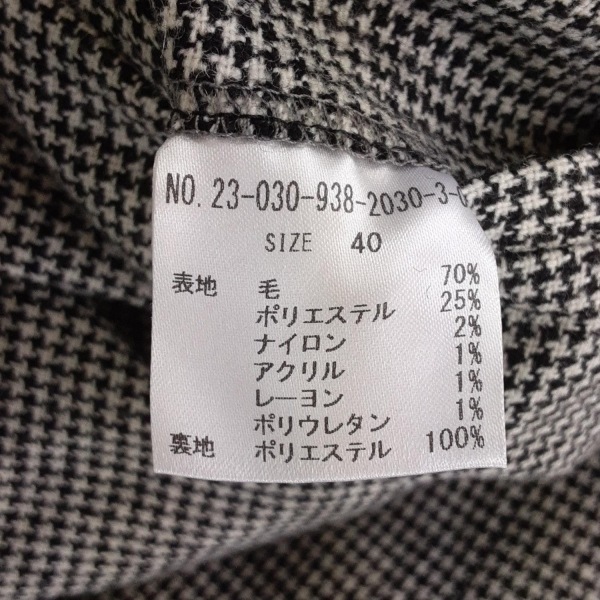 NO. 23-030-938-2030-3-0
SIZE 40
表地 毛 70%
ポリエステル 25%
ナイロン 2%
アクリル 1%
レーヨン 1%
ポリウレタン 1%
裏地 ポリエステル 100%